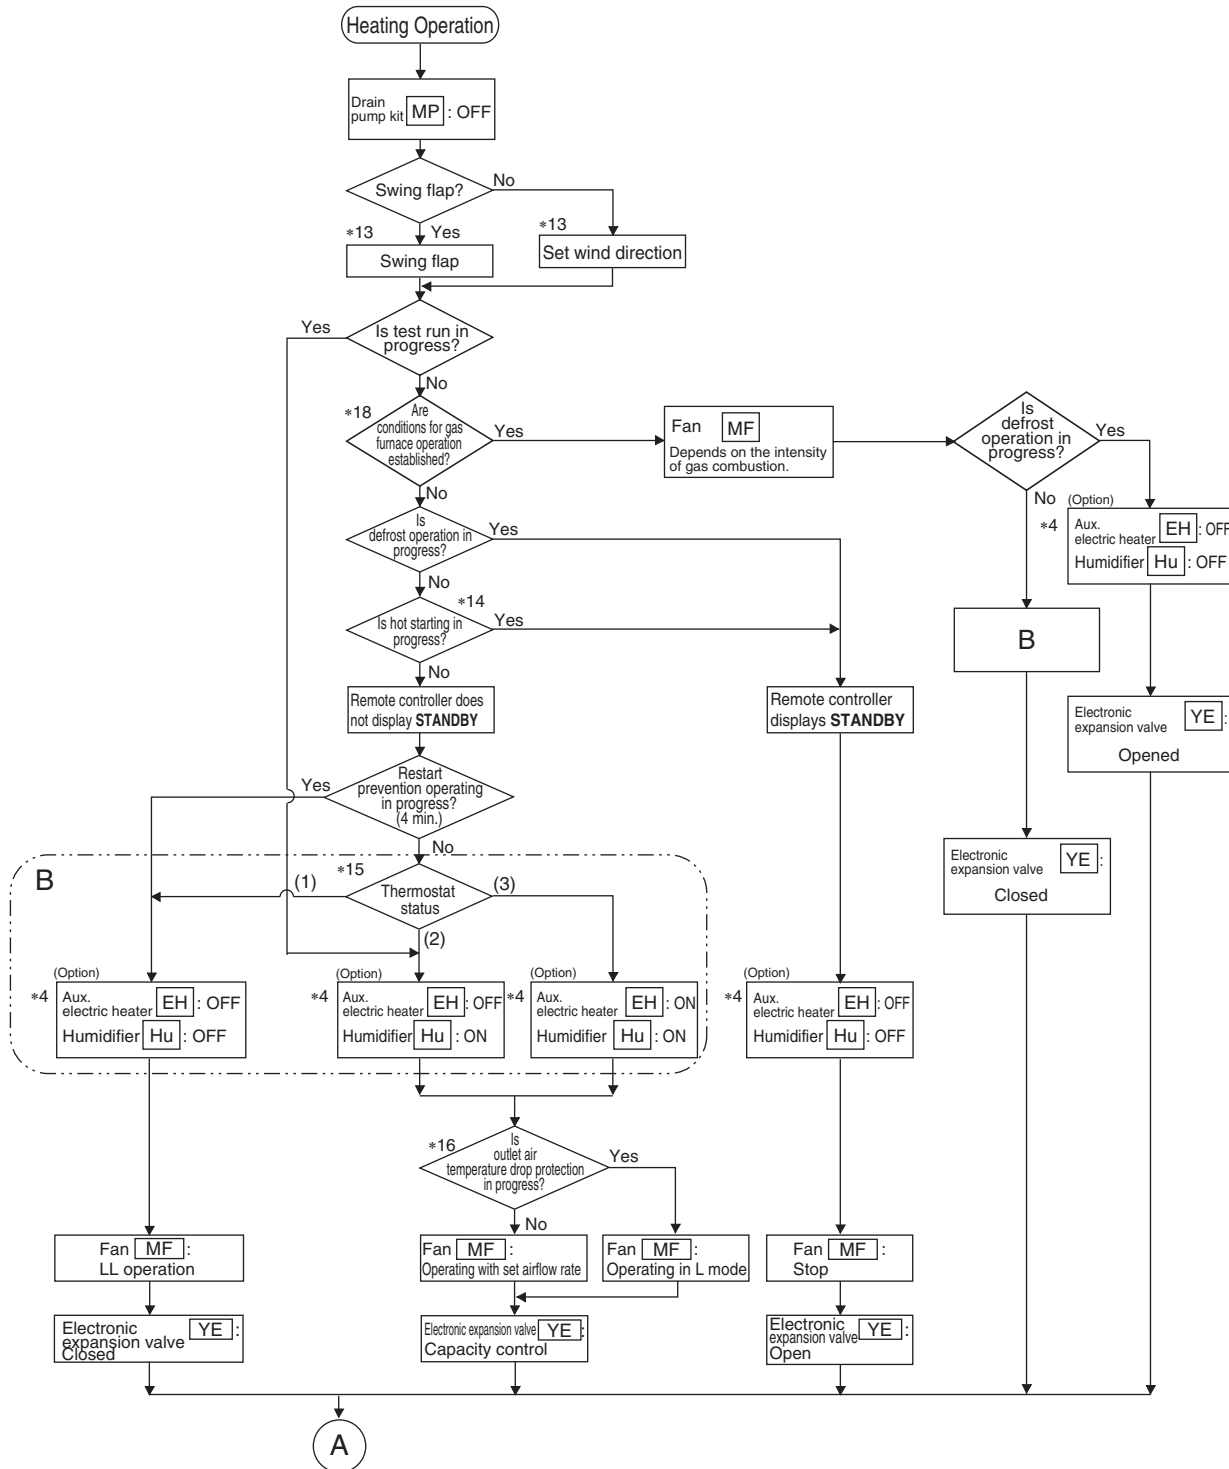 Heating Operation
Drain
pump kit MP : OFF
Swing flap?
No
*13
Yes
*13
Swing flap
Set wind direction
Yes
Is test run in
progress?
No
*18
Are
conditions for gas
furnace operation
established?
Yes
Fan MF
Depends on the intensity
of gas combustion.
Is
defrost
operation in
progress?
Yes
No
No
Is
defrost operation in
progress?
Yes
(Option)
*4
Aux.
electric heater EH : OFF
Humidifier Hu : OFF
No
*14
Is hot starting in
progress?
Yes
B
No
Remote controller does
not display STANDBY
Remote controller
displays STANDBY
Electronic
expansion valve YE :
Opened
Yes
Restart
prevention operating
in progress?
(4 min.)
No
B
*15
(1)
Thermostat
status
(3)
(2)
Electronic
expansion valve YE :
Closed
(Option)
*4
Aux.
electric heater EH : OFF
Humidifier Hu : OFF
(Option)
*4
Aux.
electric heater EH : OFF
Humidifier Hu : ON
(Option)
*4
Aux.
electric heater EH : ON
Humidifier Hu : ON
(Option)
*4
Aux.
electric heater EH : OFF
Humidifier Hu : OFF
*16
Is
outlet air
temperature drop protection
in progress?
Yes
No
Fan MF :
LL operation
Fan MF :
Operating with set airflow rate
Fan MF :
Operating in L mode
Fan MF :
Stop
Electronic
expansion valve YE :
Closed
Electronic expansion valve YE :
Capacity control
Electronic
expansion valve YE :
Open
A